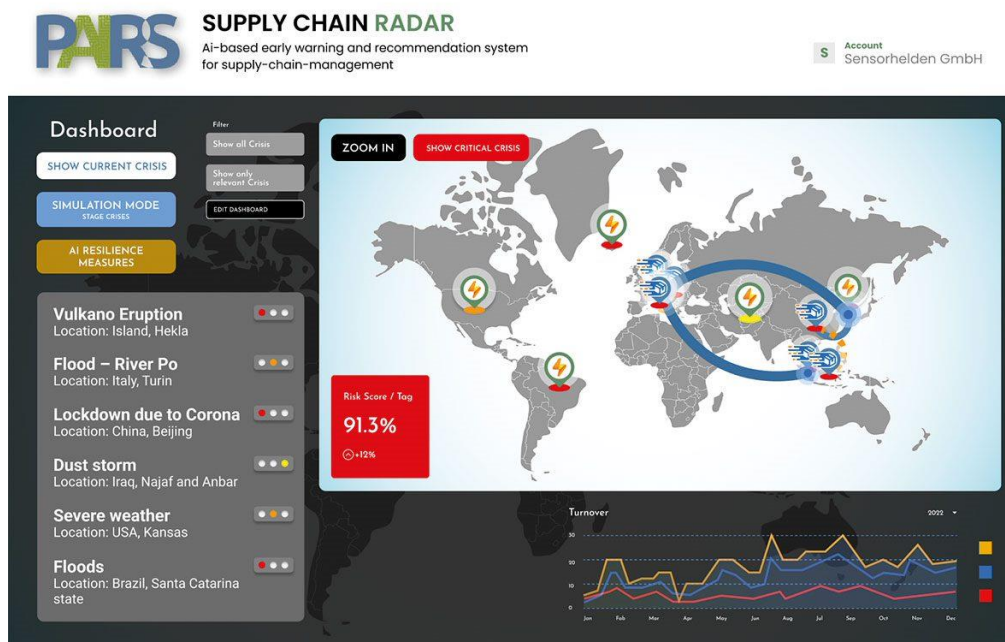 PAIRS
SUPPLY CHAIN RADAR
Ai-based early warning and recommendation system
for supply-chain-management
S
Account
Sensorhelden GmbH
Dashboard
SHOW CURRENT CRISIS
SIMULATION MODE
STAGE CRISES
AI RESILIENCE
MEASURES
Filter
Show all Crisis
Show only
relevant Crisis
EDIT DASHBOARD
Vulkano Eruption
Location: Island, Hekla
Flood – River Po
Location: Italy, Turin
Lockdown due to Corona
Location: China, Beijing
Dust storm
Location: Iraq, Najaf and Anbar
Severe weather
Location: USA, Kansas
Floods
Location: Brazil, Santa Catarina
state
ZOOM IN
SHOW CRITICAL CRISIS
Risk Score / Tag
91.3%
+12%
Turnover
2022
30
20
10
0
Jan Feb Mar Apr May Jun Aug Jul Sep Oct Nov Dec